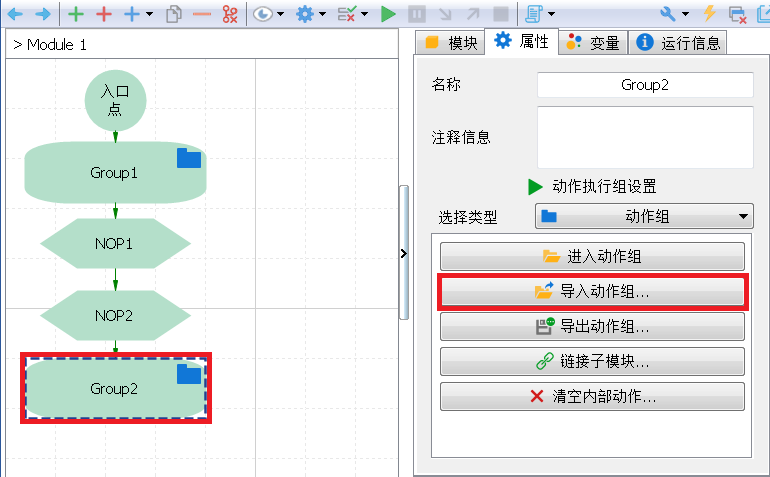 > Module 1
入口
点
Group1
NOP1
NOP2
Group2
模块
属性
变量
运行信息
名称
Group2
注释信息
动作执行组设置
选择类型
动作组
进入动作组
导入动作组...
导出动作组...
链接子模块...
清空内部动作...